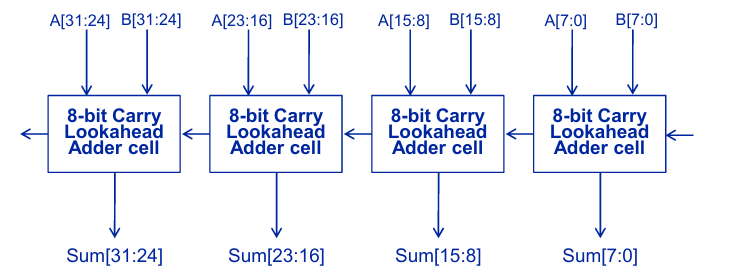 A[31:24] B[31:24] A[23:16] B[23:16] A[15:8] B[15:8] A[7:0] B[7:0]
8-bit Carry 8-bit Carry 8-bit Carry 8-bit Carry
Lookahead Lookahead Lookahead Lookahead
Adder cell Adder cell Adder cell Adder cell
Sum[31:24] Sum[23:16] Sum[15:8] Sum[7:0]